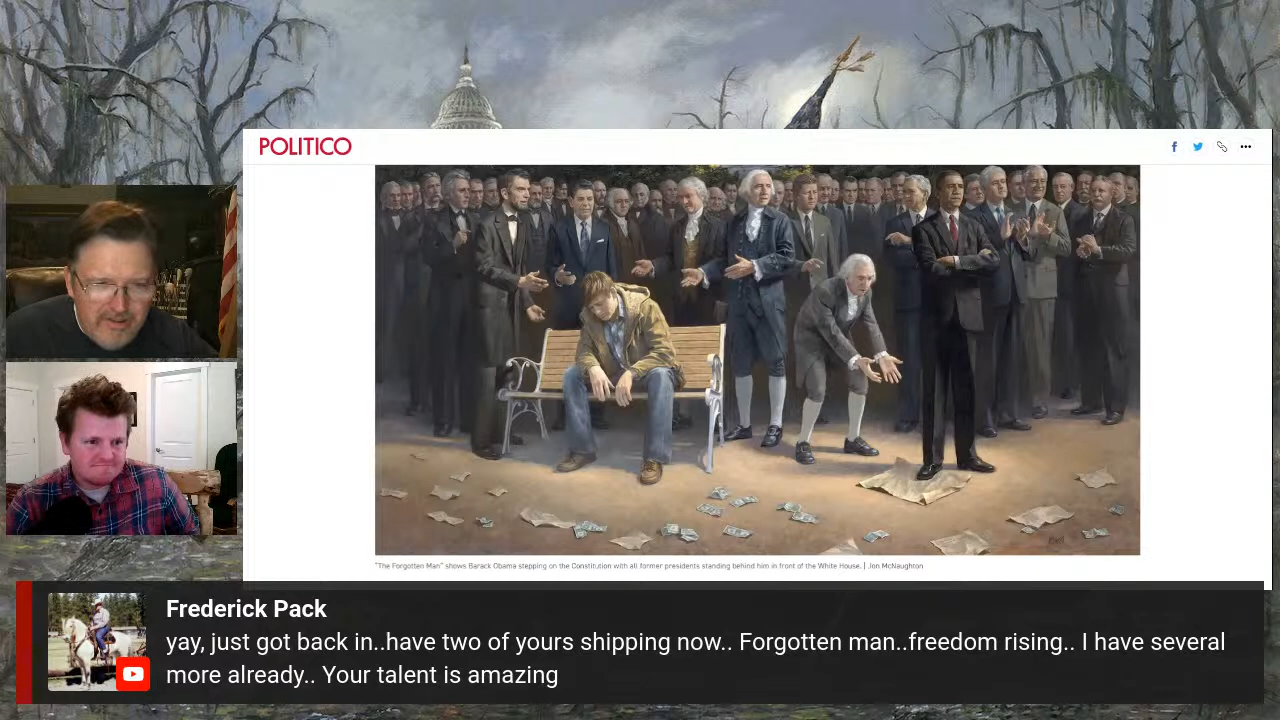 POLITICO
"The Forgotten Man" shows Barack Obama stepping on the Constitution with all former presidents standing behind him in front of the White House. | Jon McNaughton
Frederick Pack
yay, just got back in..have two of yours shipping now.. Forgotten man..freedom rising.. I have several
more already.. Your talent is amazing